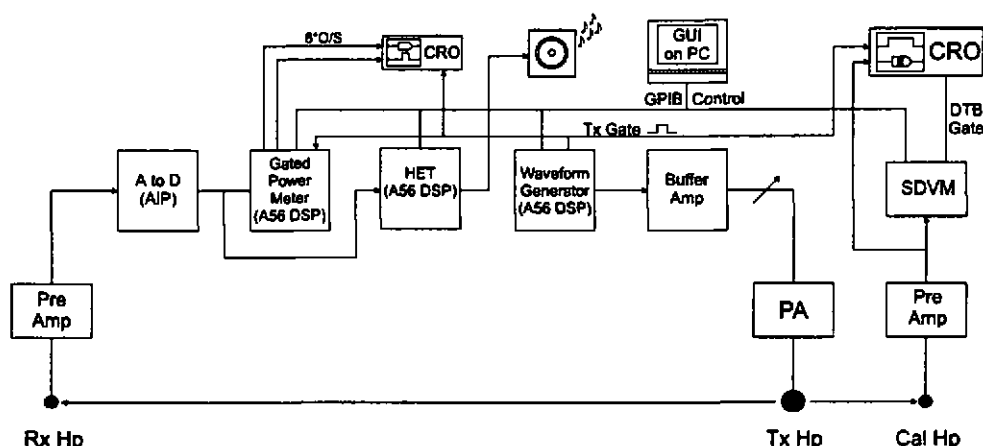 6*O/S
CRO
GUI
on PC
CRO
GPIB Control
Tx Gate
DTB
Gate
A to D
(AIP)
Gated
Power
Meter
(A56 DSP)
HET
(A56 DSP)
Waveform
Generator
(A56 DSP)
Buffer
Amp
SDVM
Pre
Amp
PA
Pre
Amp
Rx Hp
Tx Hp
Cal Hp